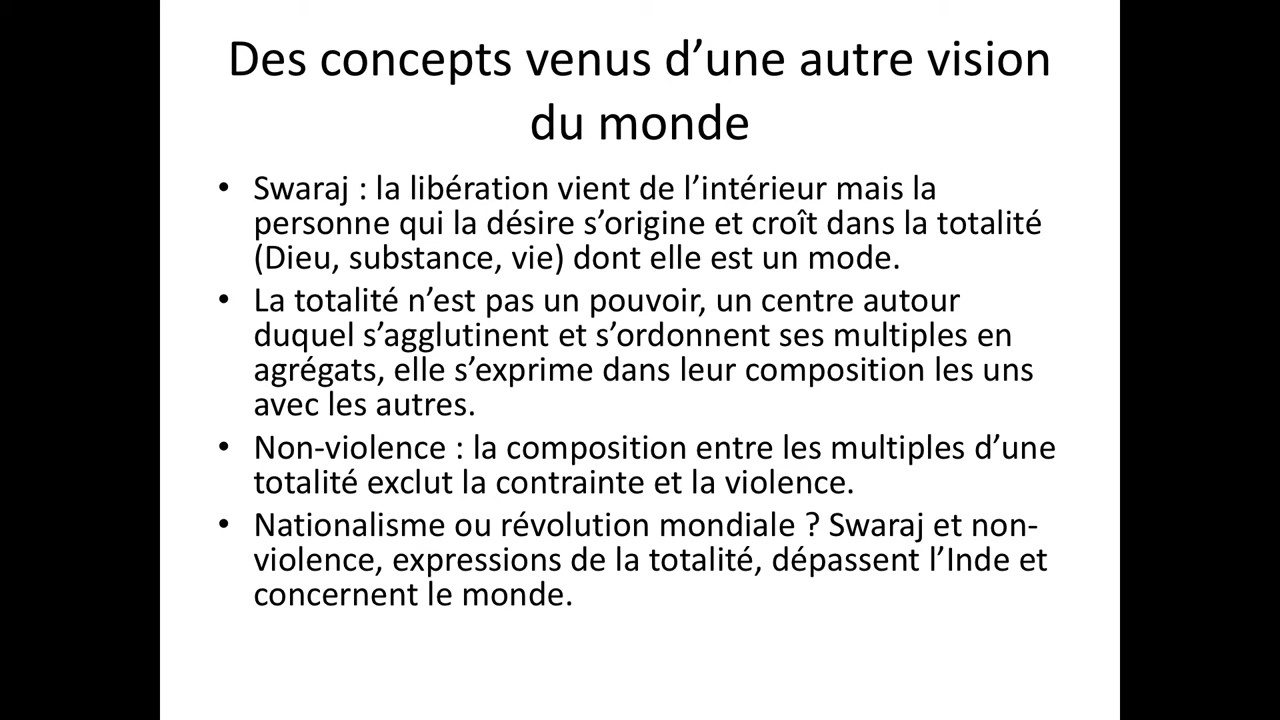 Des concepts venus d’une autre vision
du monde
• Swaraj : la libération vient de l’intérieur mais la
personne qui la désire s’origine et croît dans la totalité
(Dieu, substance, vie) dont elle est un mode.
• La totalité n’est pas un pouvoir, un centre autour
duquel s’agglutinent et s’ordonnent ses multiples en
agrégats, elle s’exprime dans leur composition les uns
avec les autres.
• Non-violence : la composition entre les multiples d’une
totalité exclut la contrainte et la violence.
• Nationalisme ou révolution mondiale ? Swaraj et non-
violence, expressions de la totalité, dépassent l’Inde et
concernent le monde.